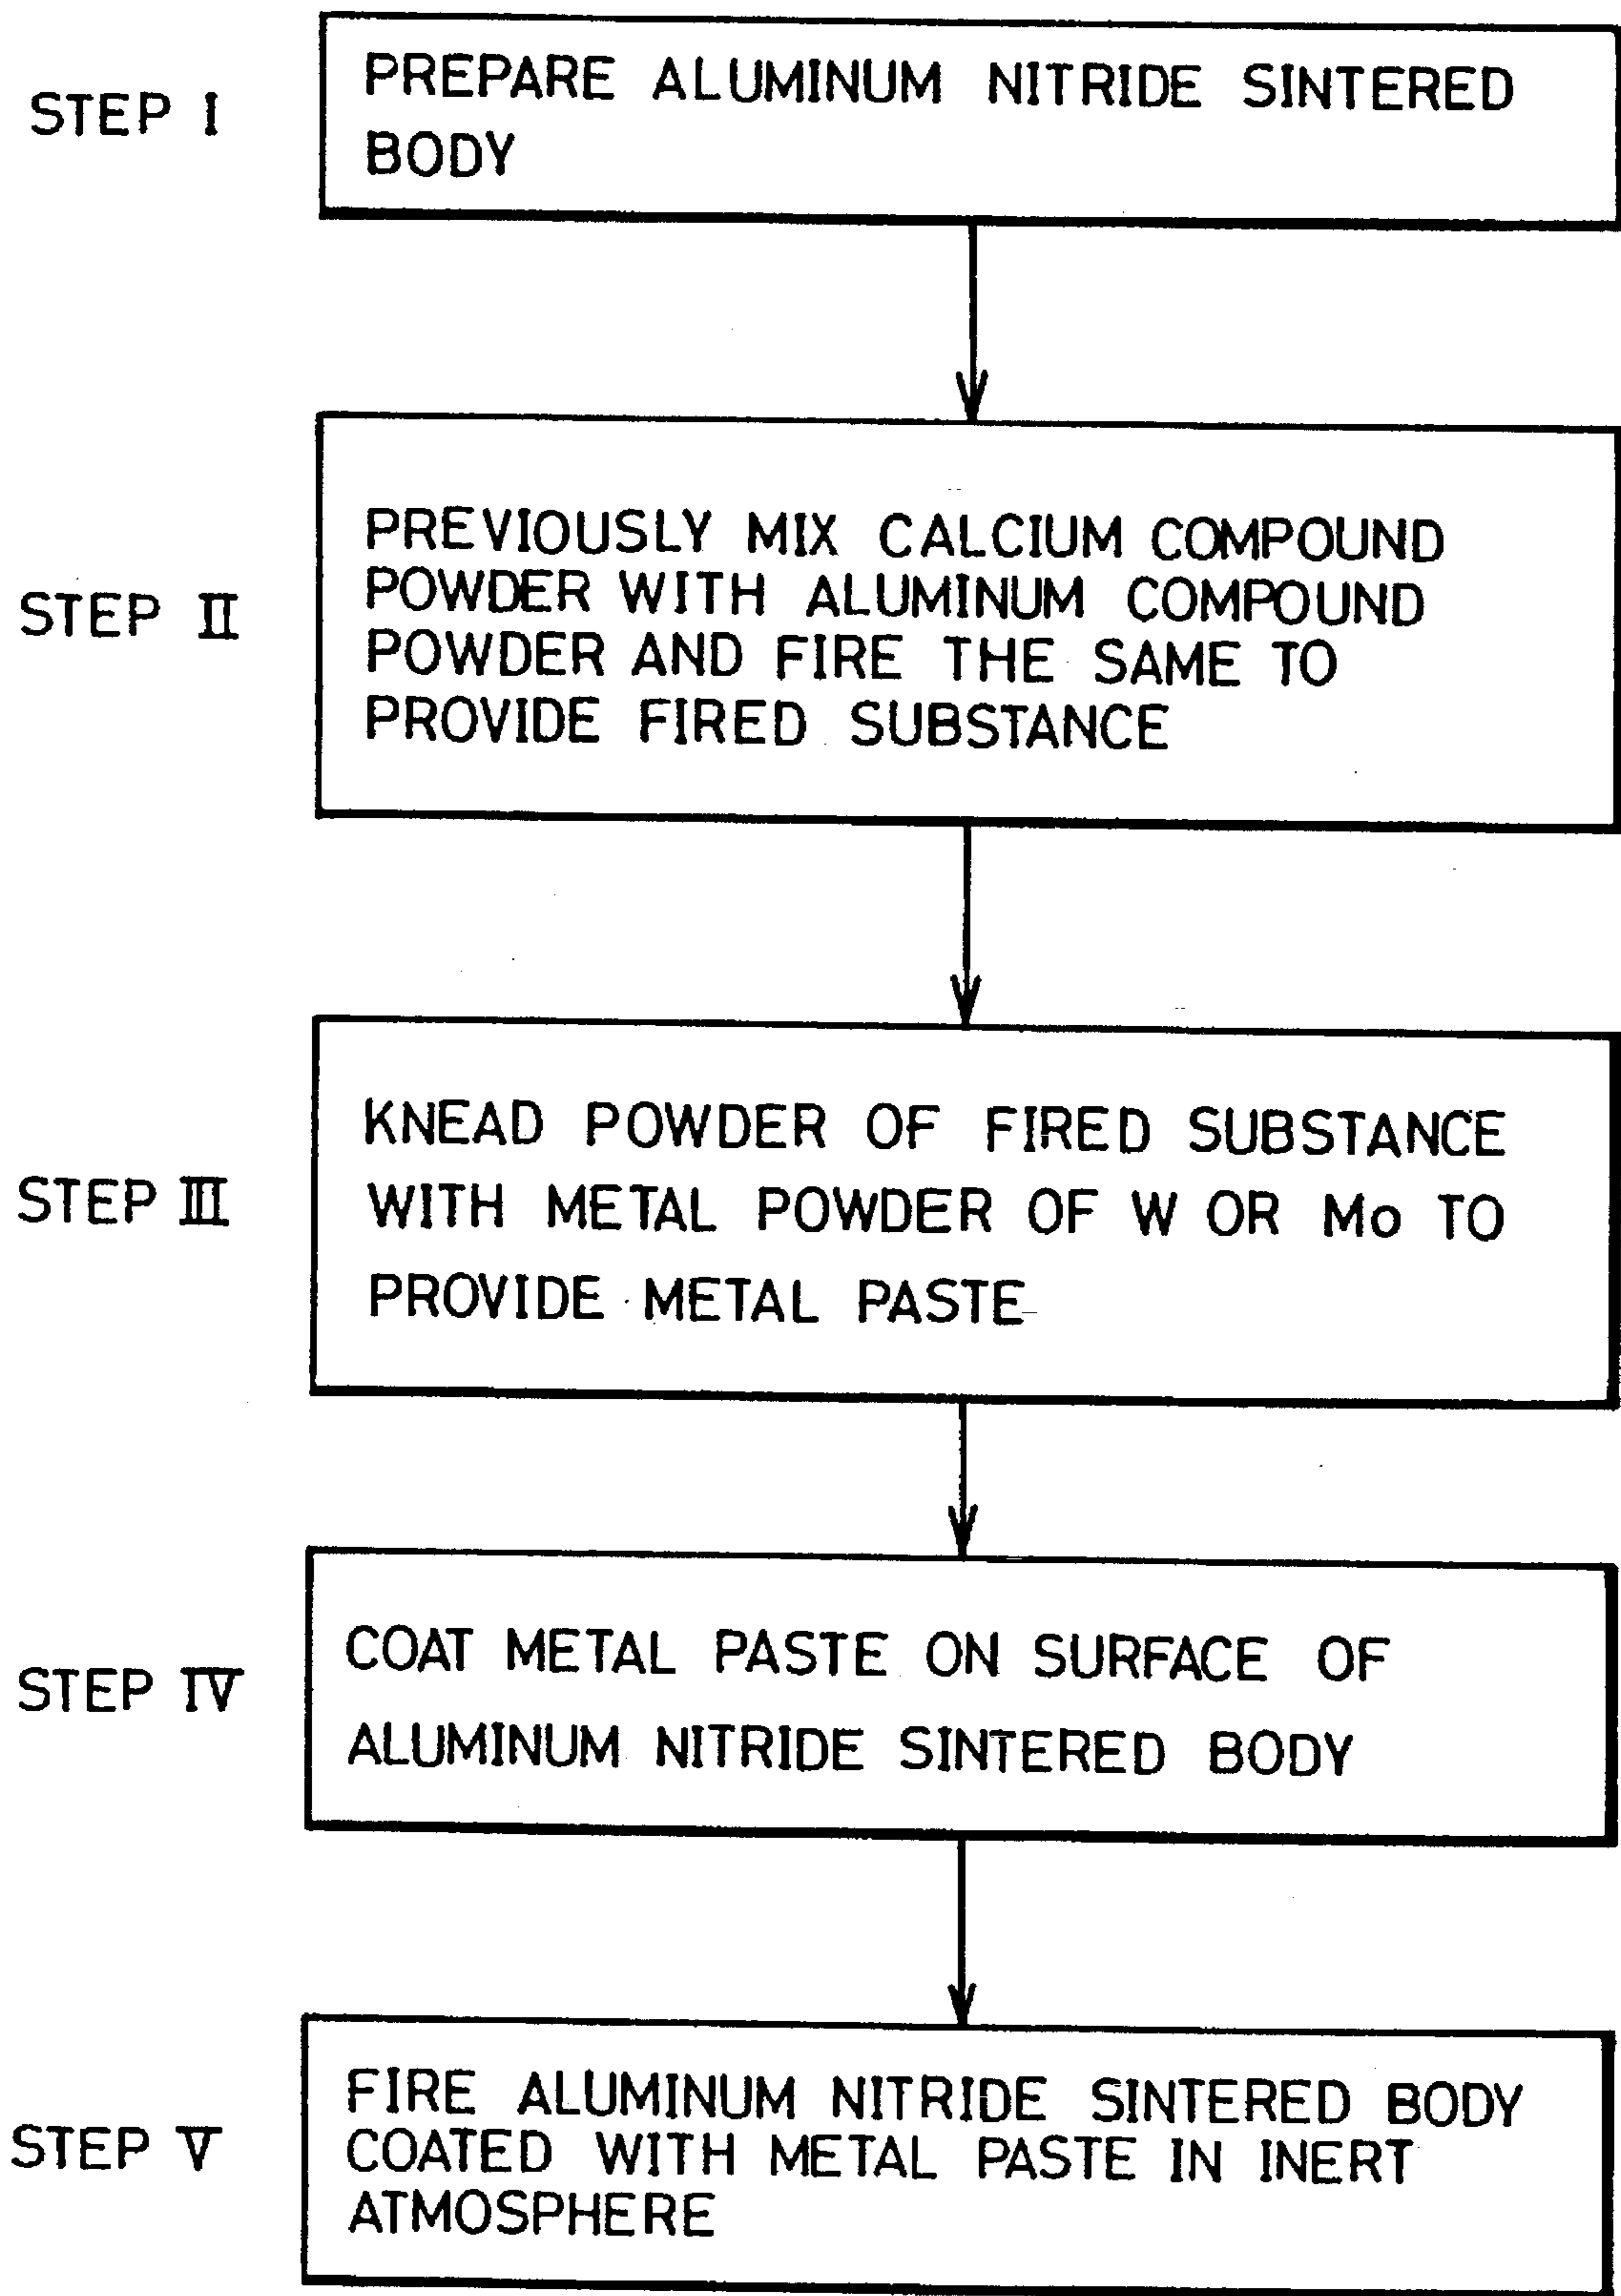 STEP I
PREPARE ALUMINUM NITRIDE SINTERED
BODY
STEP II
PREVIOUSLY MIX CALCIUM COMPOUND
POWDER WITH ALUMINUM COMPOUND
POWDER AND FIRE THE SAME TO
PROVIDE FIRED SUBSTANCE
STEP III
KNEAD POWDER OF FIRED SUBSTANCE
WITH METAL POWDER OF W OR Mo TO
PROVIDE METAL PASTE
STEP IV
COAT METAL PASTE ON SURFACE OF
ALUMINUM NITRIDE SINTERED BODY
STEP V
FIRE ALUMINUM NITRIDE SINTERED BODY
COATED WITH METAL PASTE IN INERT
ATMOSPHERE